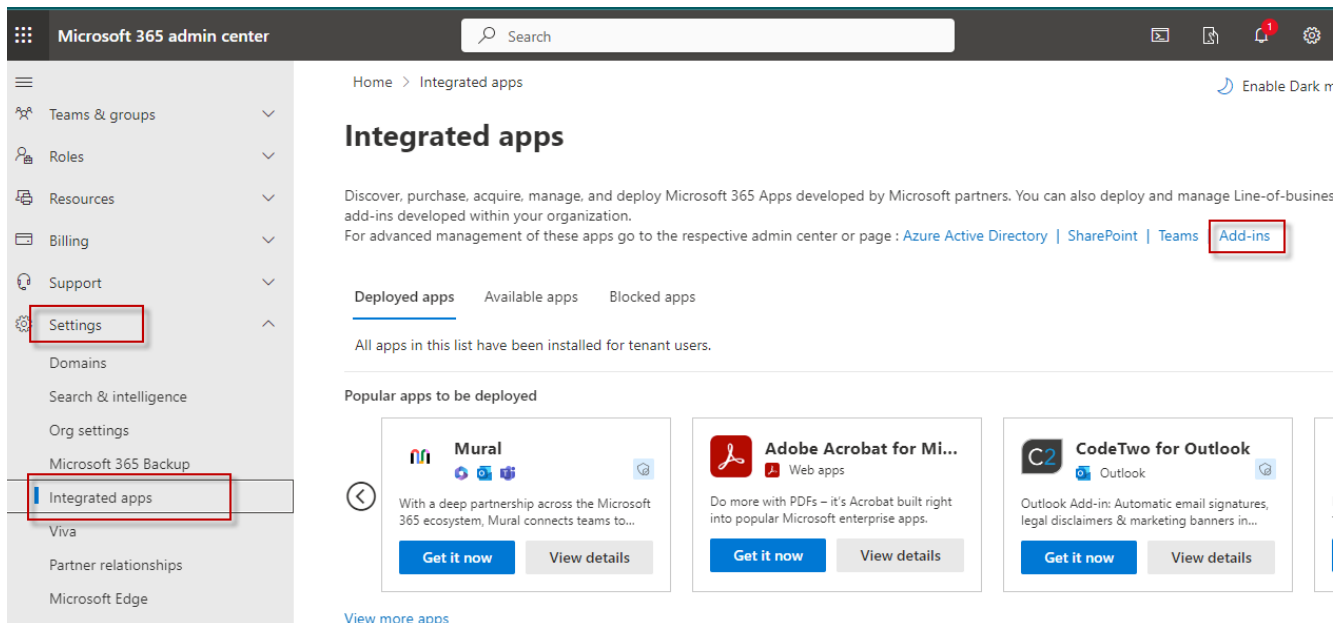 Microsoft 365 admin center
Search
1
Home > Integrated apps
Enable Dark m
Teams & groups
Roles
Resources
Billing
Support
Settings
Domains
Search & intelligence
Org settings
Microsoft 365 Backup
Integrated apps
Viva
Partner relationships
Microsoft Edge
Integrated apps
Discover, purchase, acquire, manage, and deploy Microsoft 365 Apps developed by Microsoft partners. You can also deploy and manage Line-of-busines
add-ins developed within your organization.
For advanced management of these apps go to the respective admin center or page : Azure Active Directory | SharePoint | Teams | Add-ins
Deployed apps Available apps Blocked apps
All apps in this list have been installed for tenant users.
Popular apps to be deployed
Mural
With a deep partnership across the Microsoft
365 ecosystem, Mural connects teams to...
Get it now View details
Adobe Acrobat for Mi...
Web apps
Do more with PDFs – it's Acrobat built right
into popular Microsoft enterprise apps.
Get it now View details
C2
CodeTwo for Outlook
Outlook
Outlook Add-in: Automatic email signatures,
legal disclaimers & marketing banners in...
Get it now View details
View more apps